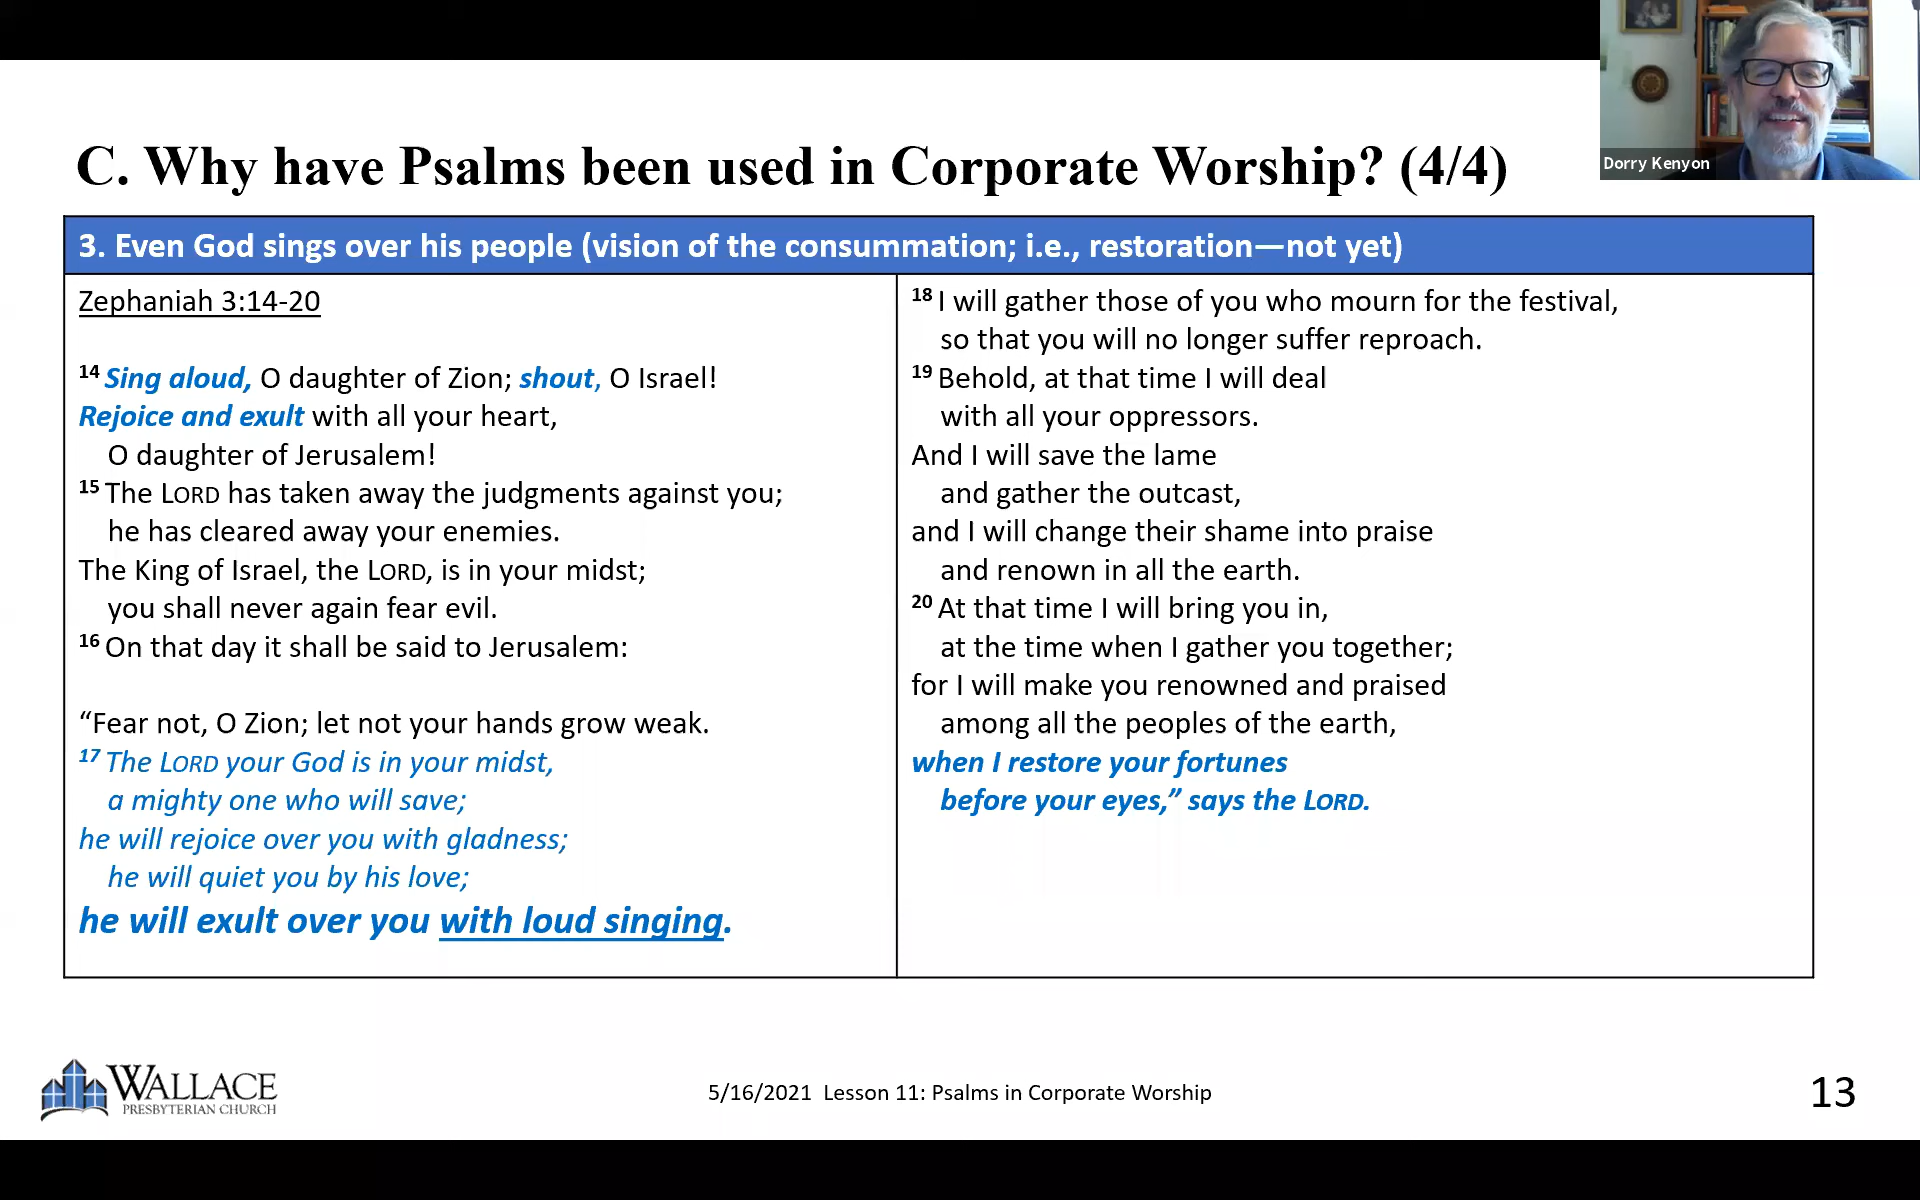 Dorry Kenyon
C. Why have Psalms been used in Corporate Worship? (4/4)
3. Even God sings over his people (vision of the consummation; i.e., restoration—not yet)
Zephaniah 3:14-20
14 Sing aloud, O daughter of Zion; shout, O Israel!
Rejoice and exult with all your heart,
O daughter of Jerusalem!
15 The LORD has taken away the judgments against you;
he has cleared away your enemies.
The King of Israel, the LORD, is in your midst;
you shall never again fear evil.
16 On that day it shall be said to Jerusalem:
“Fear not, O Zion; let not your hands grow weak.
17 The LORD your God is in your midst,
a mighty one who will save;
he will rejoice over you with gladness;
he will quiet you by his love;
he will exult over you with loud singing.
18 I will gather those of you who mourn for the festival,
so that you will no longer suffer reproach.
19 Behold, at that time I will deal
with all your oppressors.
And I will save the lame
and gather the outcast,
and I will change their shame into praise
and renown in all the earth.
20 At that time I will bring you in,
at the time when I gather you together;
for I will make you renowned and praised
among all the peoples of the earth,
when I restore your fortunes
before your eyes,” says the LORD.
WALLACE
PRESBYTERIAN CHURCH
5/16/2021 Lesson 11: Psalms in Corporate Worship
13